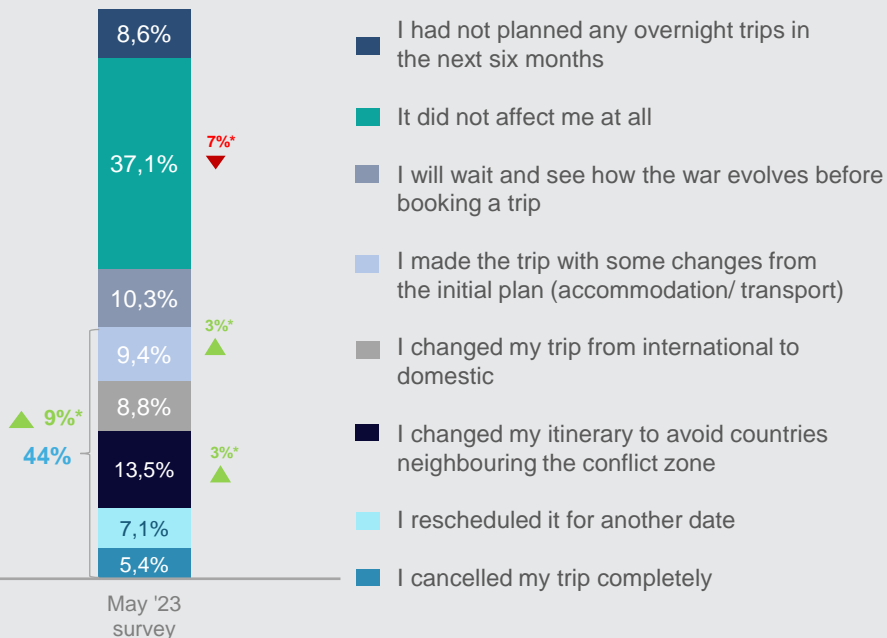 8,6%
37,1%
7%*
10,3%
3%*
9,4%
8,8%
9%*
44%
13,5%
3%*
7,1%
5,4%
May '23
survey
I had not planned any overnight trips in
the next six months
It did not affect me at all
I will wait and see how the war evolves before
booking a trip
I made the trip with some changes from
the initial plan (accommodation/ transport)
I changed my trip from international to
domestic
I changed my itinerary to avoid countries
neighbouring the conflict zone
I rescheduled it for another date
I cancelled my trip completely